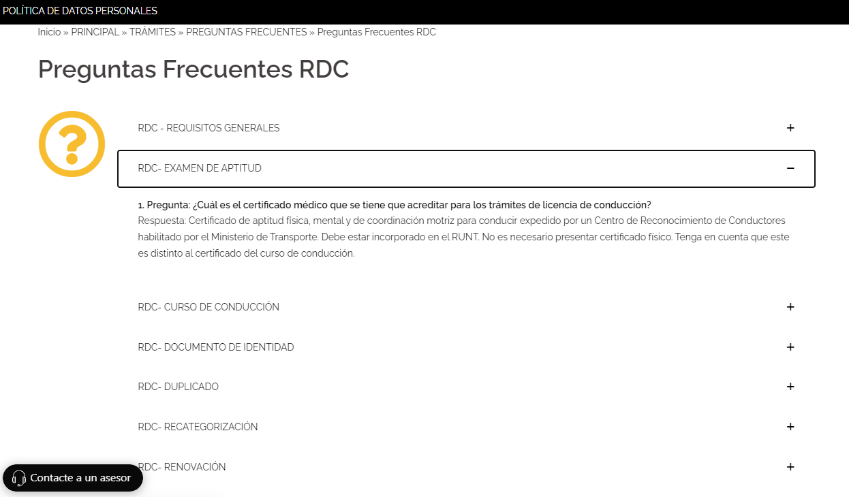 POLÍTICA DE DATOS PERSONALES
Inicio » PRINCIPAL » TRÁMITES » PREGUNTAS FRECUENTES » Preguntas Frecuentes RDC
Preguntas Frecuentes RDC
RDC - REQUISITOS GENERALES
RDC- EXAMEN DE APTITUD
1. Pregunta: ¿Cuál es el certificado médico que se tiene que acreditar para los trámites de licencia de conducción?
Respuesta: Certificado de aptitud física, mental y de coordinación motriz para conducir expedido por un Centro de Reconocimiento de Conductores
habilitado por el Ministerio de Transporte. Debe estar incorporado en el RUNT. No es necesario presentar certificado físico. Tenga en cuenta que este
es distinto al certificado del curso de conducción.
RDC- CURSO DE CONDUCCIÓN
RDC- DOCUMENTO DE IDENTIDAD
RDC- DUPLICADO
RDC- RECATEGORIZACIÓN
RDC- RENOVACIÓN
Contacte a un asesor